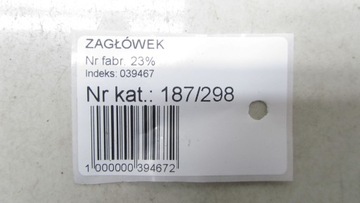 ZAGŁÓWEK
Nr fabr. 23%
Indeks: 039467
Nr kat.: 187/298
1 000000 394672